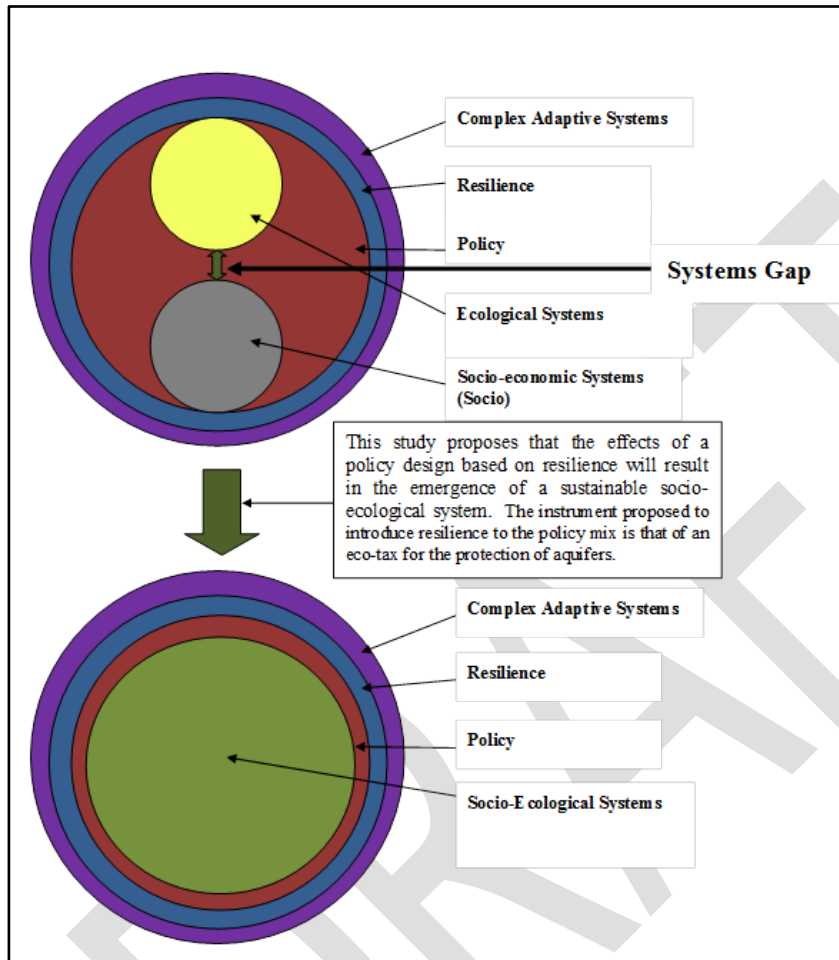 Complex Adaptive Systems
Resilience
Policy
Systems Gap
Ecological Systems
Socio-economic Systems
(Socio)
This study proposes that the effects of a
policy design based on resilience will result
in the emergence of a sustainable socio-
ecological system. The instrument proposed to
introduce resilience to the policy mix is that of an
eco-tax for the protection of aquifers.
Complex Adaptive Systems
Resilience
Policy
Socio-Ecological Systems
DRAFT